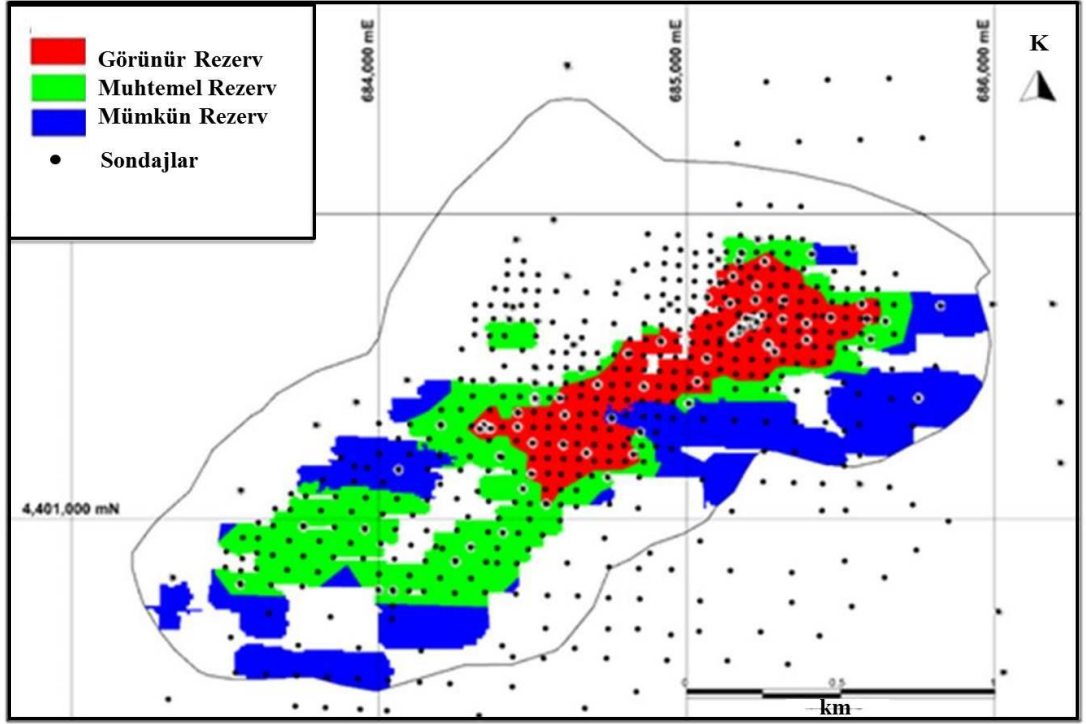 Görünür Rezerv
Muhtemel Rezerv
Mümkün Rezerv
Sondajlar
684,000 mE
685,000 mE
686,000 mE
K
4,401,000 mN
0 0.5 1
km